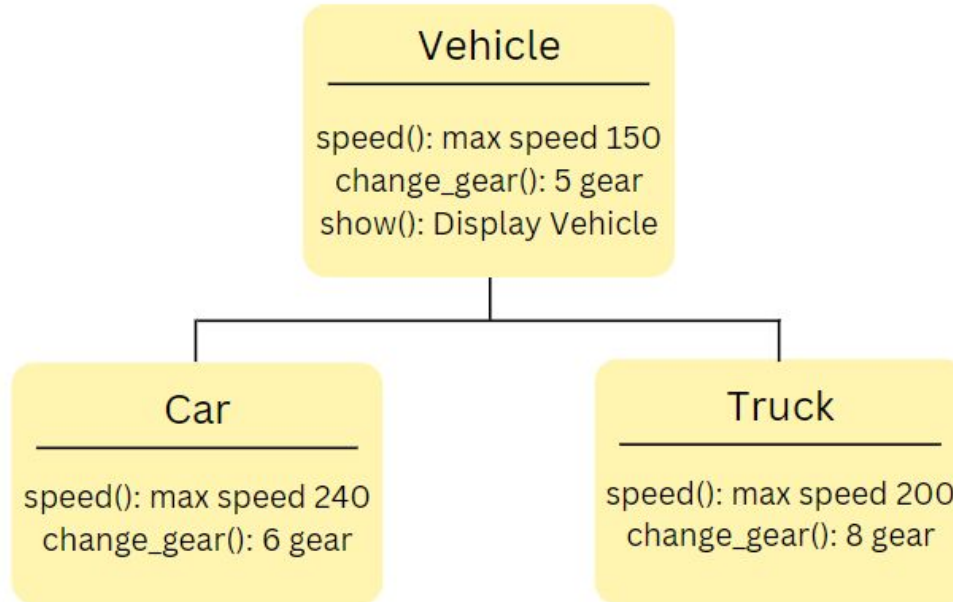 Vehicle
speed(): max speed 150
change_gear(): 5 gear
show(): Display Vehicle
Car
speed(): max speed 240
change_gear(): 6 gear
Truck
speed(): max speed 200
change_gear(): 8 gear